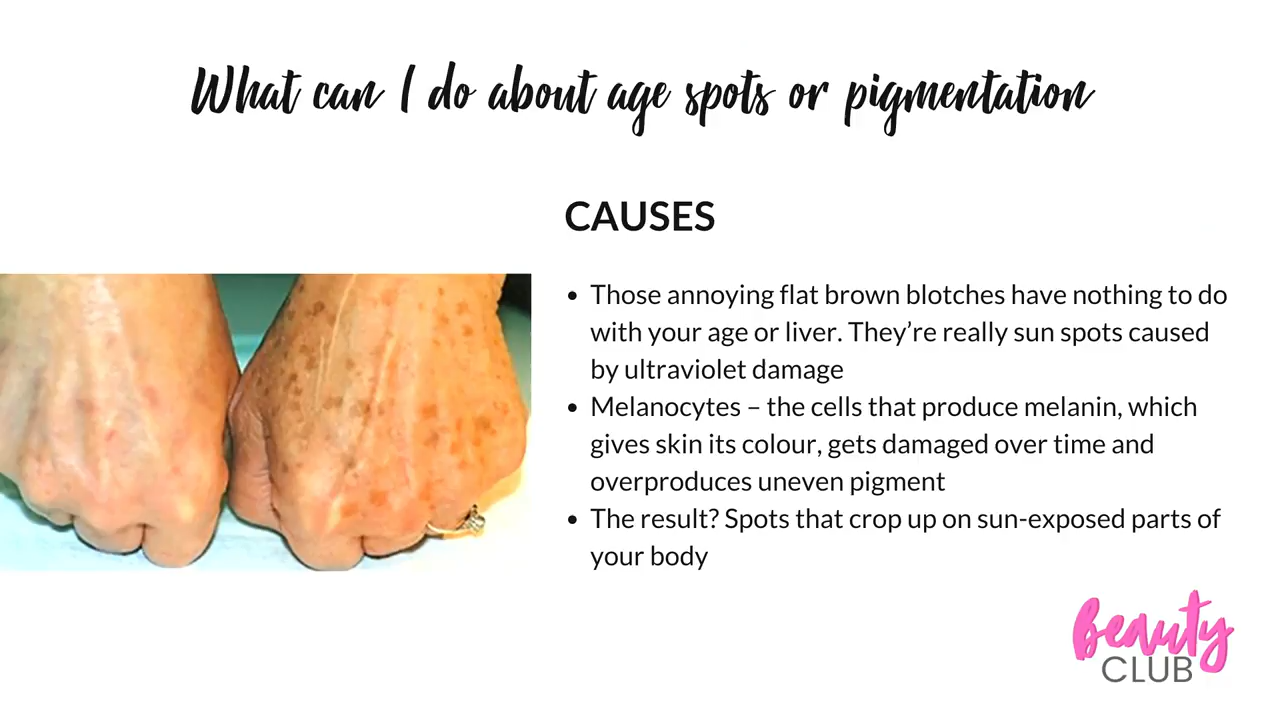 What can I do about age spots or pigmentation
CAUSES
• Those annoying flat brown blotches have nothing to do
with your age or liver. They’re really sun spots caused
by ultraviolet damage
• Melanocytes – the cells that produce melanin, which
gives skin its colour, gets damaged over time and
overproduces uneven pigment
• The result? Spots that crop up on sun-exposed parts of
your body
beauty
CLUB